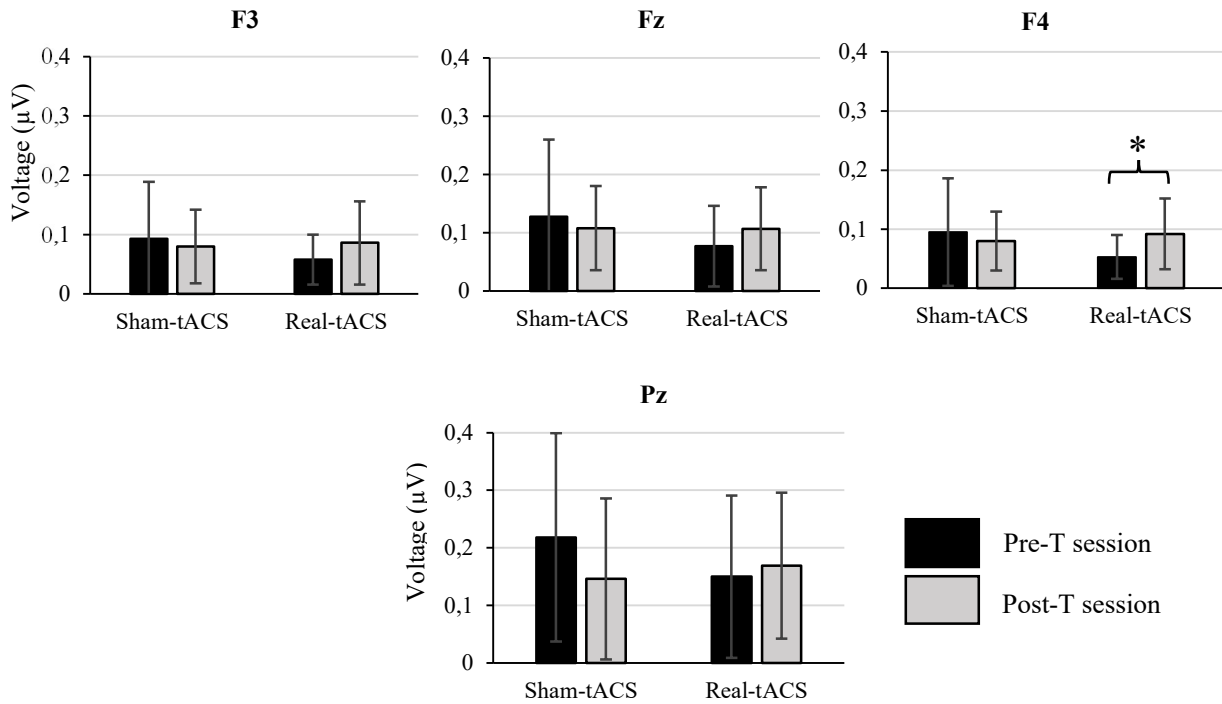 F3
Fz
F4
Voltage (µV)
0,4
0,3
0,2
0,1
0
Sham-tACS
Real-tACS
0,4
0,3
0,2
0,1
0
Sham-tACS
Real-tACS
0,4
0,3
0,2
0,1
0
*
Sham-tACS
Real-tACS
Pz
Voltage (µV)
0,4
0,3
0,2
0,1
0
Sham-tACS
Real-tACS
Pre-T session
Post-T session